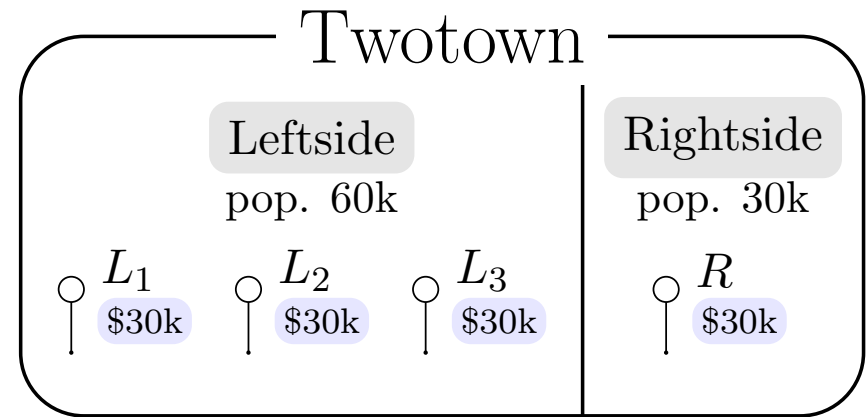 Twotown
Leftside
pop. 60k
L₁
$30k
L₂
$30k
L₃
$30k
Rightside
pop. 30k
R
$30k